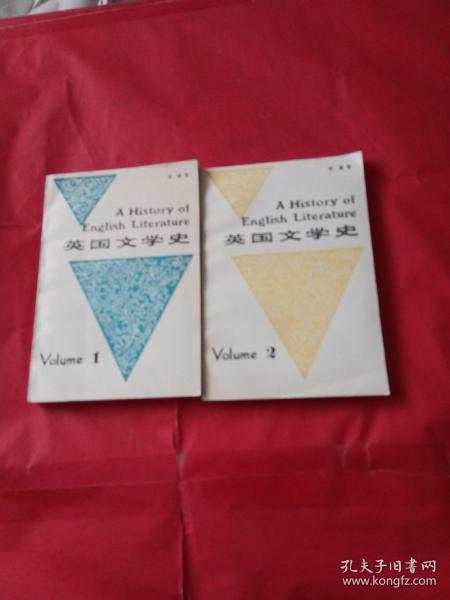 A History of
English Literature
英国文学史
Volume 1
A History of
English Literature
英国文学史
Volume 2
孔夫子旧书网
www.kongfz.com